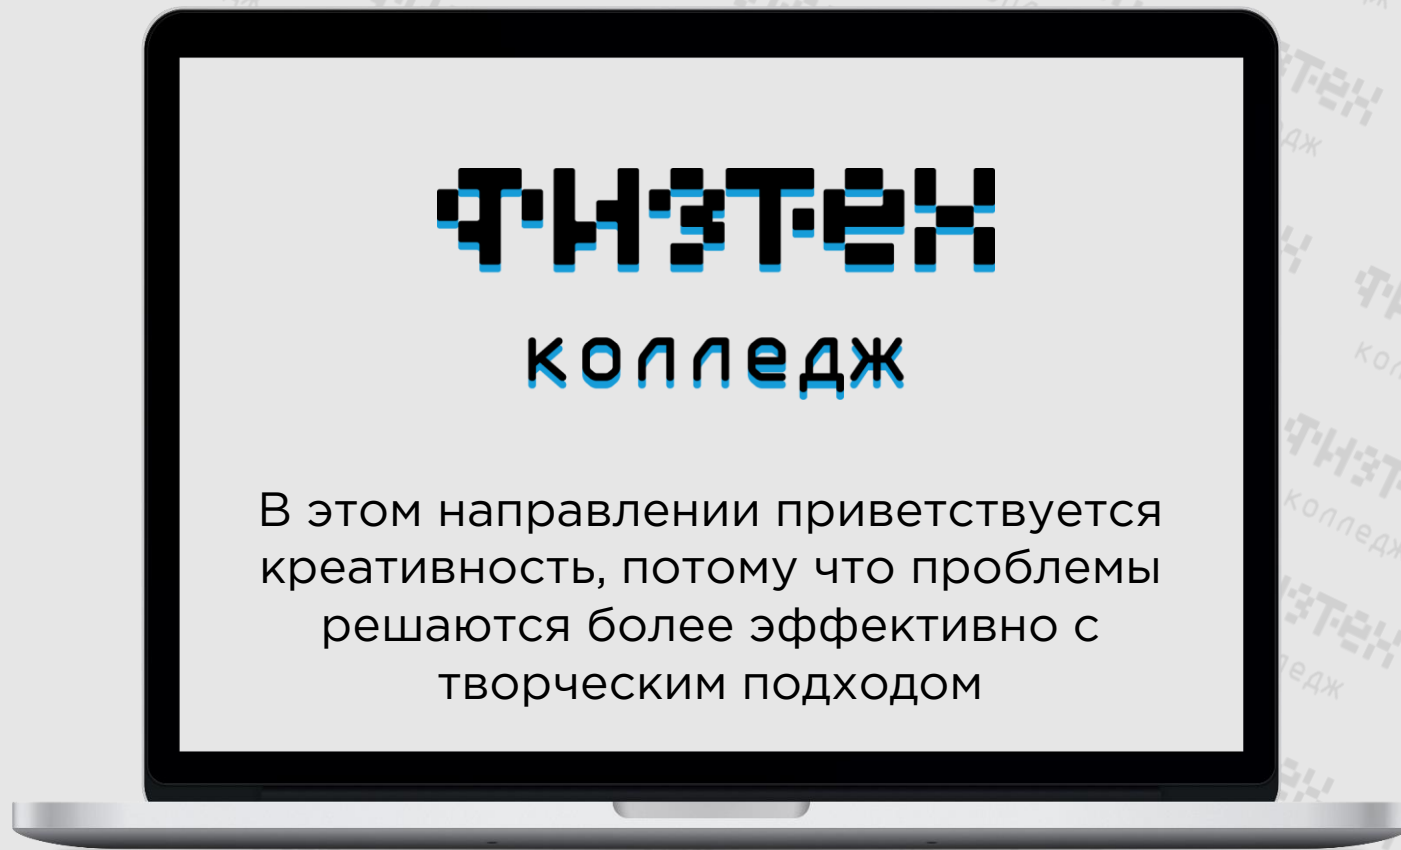 физтех
колледж
В этом направлении приветствуется
креативность, потому что проблемы
решаются более эффективно с
творческим подходом